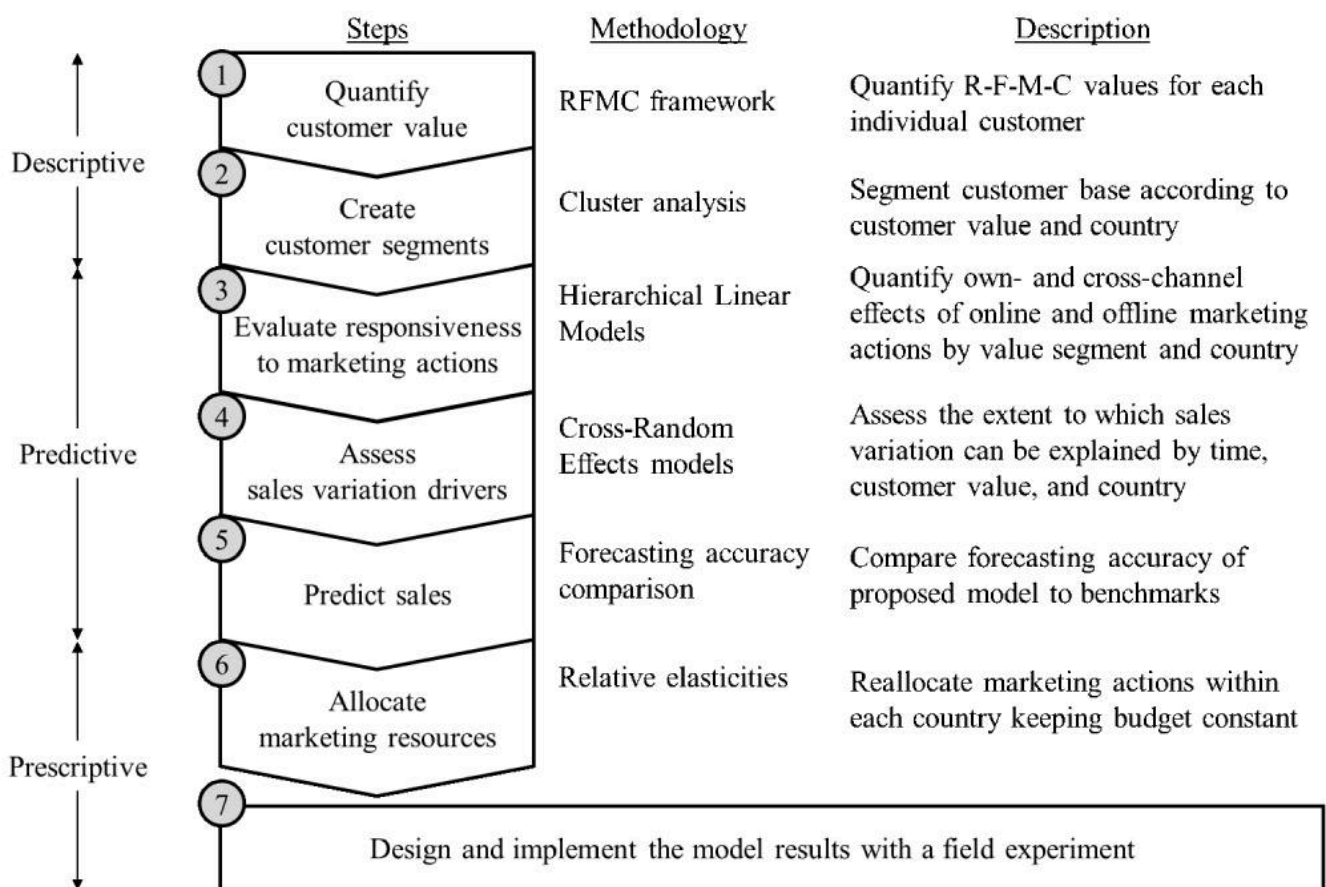 Steps
Methodology
Description
Descriptive
1
Quantify
customer value
RFMC framework
Quantify R-F-M-C values for each
individual customer
2
Create
customer segments
Cluster analysis
Segment customer base according to
customer value and country
Predictive
3
Evaluate responsiveness
to marketing actions
Hierarchical Linear
Models
Quantify own- and cross-channel
effects of online and offline marketing
actions by value segment and country
4
Assess
sales variation drivers
Cross-Random
Effects models
Assess the extent to which sales
variation can be explained by time,
customer value, and country
5
Predict sales
Forecasting accuracy
comparison
Compare forecasting accuracy of
proposed model to benchmarks
Prescriptive
6
Allocate
marketing resources
Relative elasticities
Reallocate marketing actions within
each country keeping budget constant
7
Design and implement the model results with a field experiment